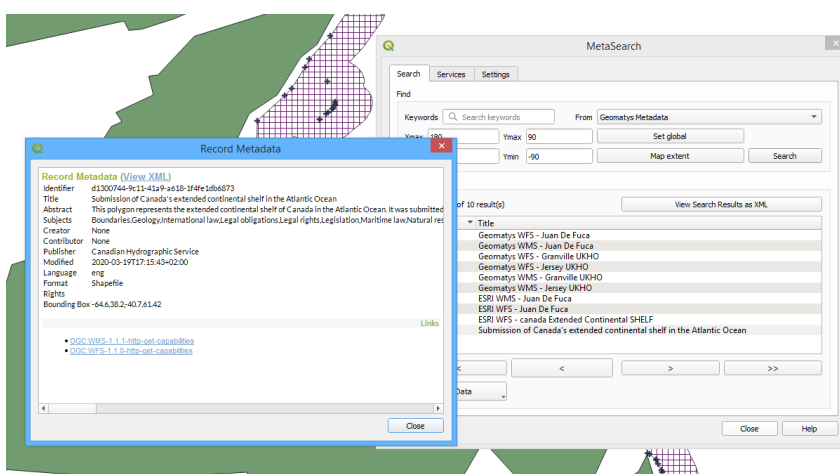 MetaSearch
Search Services Settings
Find
Keywords Search keywords From Geomatys Metadata
Ymax 180 Ymax 90 Set global
Ymin -90 Map extent Search
of 10 result(s) View Search Results as XML
Title
Geomatys WFS - Juan De Fuca
Geomatys WMS - Juan De Fuca
Geomatys WFS - Granville UKHO
Geomatys WFS - Jersey UKHO
Geomatys WMS - Granville UKHO
Geomatys WMS - Jersey UKHO
ESRI WMS - Juan De Fuca
ESRI WFS - Juan De Fuca
ESRI WFS - canada Extended Continental SHELF
Submission of Canada's extended continental shelf in the Atlantic Ocean
< < > >>
Data
Close Help
Record Metadata
Record Metadata (View XML)
Identifier d1300744-9c11-41a9-a618-1f4fe1db6873
Title Submission of Canada's extended continental shelf in the Atlantic Ocean
Abstract This polygon represents the extended continental shelf of Canada in the Atlantic Ocean. It was submitted
Subjects Boundaries,Geology,International law,Legal obligations,Legal rights,Legislation,Maritime law,Natural res
Creator None
Contributor None
Publisher Canadian Hydrographic Service
Modified 2020-03-19T17:15:43+02:00
Language eng
Format Shapefile
Rights
Bounding Box -64.6,38.2,-40.7,61.42
Links
OGC:WMS-1.1.1-http-get-capabilities
OGC:WFS-1.1.0-http-get-capabilities
Close